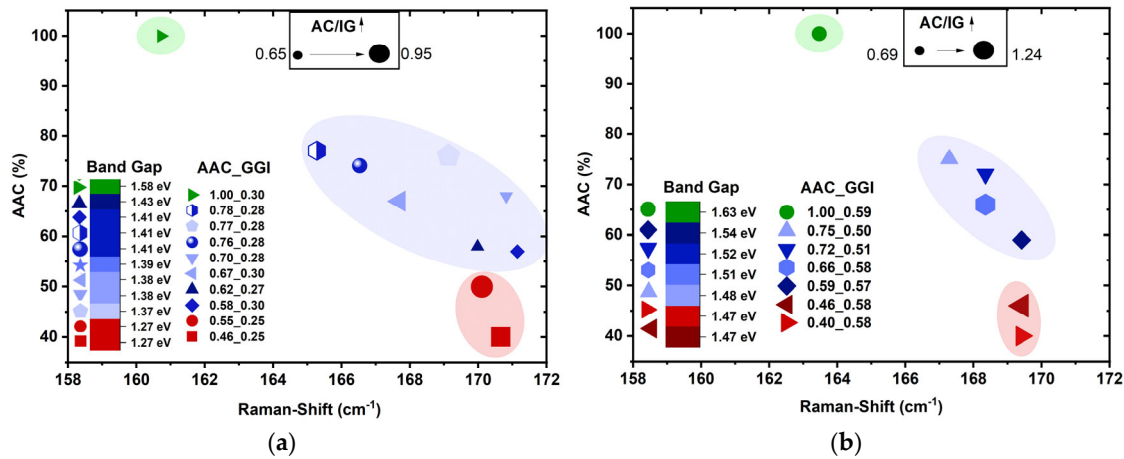 AC/IG
0.65
0.95
AAC (%)
100
90
80
70
60
50
40
Band Gap
1.58 eV
1.43 eV
1.41 eV
1.41 eV
1.41 eV
1.39 eV
1.38 eV
1.38 eV
1.37 eV
1.27 eV
1.27 eV
AAC_GGI
1.00_0.30
0.78_0.28
0.77_0.28
0.76_0.28
0.70_0.28
0.67_0.30
0.62_0.27
0.58_0.30
0.55_0.25
0.46_0.25
158 160 162 164 166 168 170 172
Raman-Shift (cm⁻¹)
(a)
AC/IG
0.69
1.24
AAC (%)
100
90
80
70
60
50
40
Band Gap
1.63 eV
1.54 eV
1.52 eV
1.51 eV
1.48 eV
1.47 eV
1.47 eV
AAC_GGI
1.00_0.59
0.75_0.50
0.72_0.51
0.66_0.58
0.59_0.57
0.46_0.58
0.40_0.58
158 160 162 164 166 168 170 172
Raman-Shift (cm⁻¹)
(b)